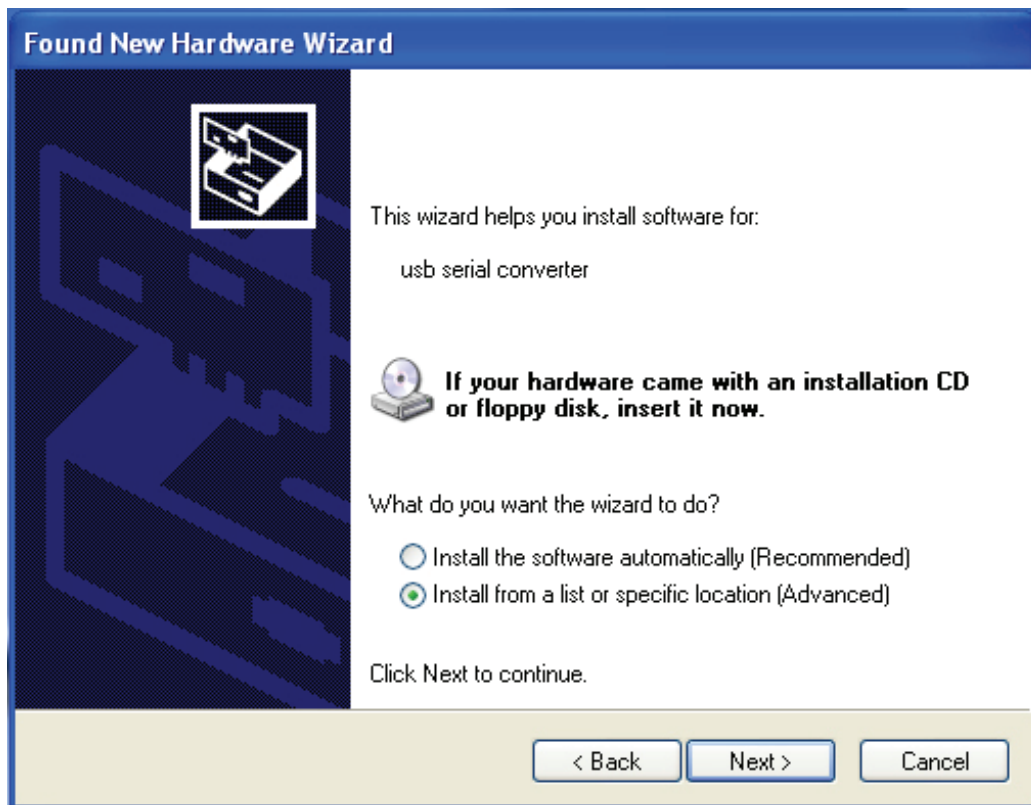 Found New Hardware Wizard
This wizard helps you install software for:
usb serial converter
If your hardware came with an installation CD
or floppy disk, insert it now.
What do you want the wizard to do?
Install the software automatically (Recommended)
Install from a list or specific location (Advanced)
Click Next to continue.
< Back
Next >
Cancel